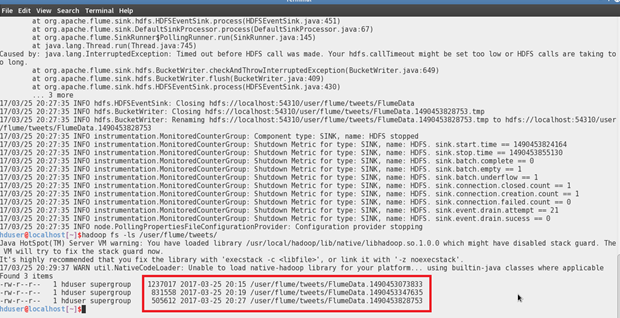 Terminal
File Edit View Search Terminal Help
at org.apache.flume.sink.hdfs.HDFSEventSink.process(HDFSEventSink.java:451)
at org.apache.flume.sink.DefaultSinkProcessor.process(DefaultSinkProcessor.java:67)
at org.apache.flume.SinkRunner$PollingRunner.run(SinkRunner.java:145)
at java.lang.Thread.run(Thread.java:745)
Caused by: java.lang.InterruptedException: Timed out before HDFS call was made. Your hdfs.callTimeout might be set too low or HDFS calls are taking to
o long.
at org.apache.flume.sink.hdfs.BucketWriter.checkAndThrowInterruptedException(BucketWriter.java:649)
at org.apache.flume.sink.hdfs.BucketWriter.flush(BucketWriter.java:409)
at org.apache.flume.sink.hdfs.HDFSEventSink.process(HDFSEventSink.java:430)
... 3 more
17/03/25 20:27:35 INFO hdfs.HDFSEventSink: Closing hdfs://localhost:54310/user/flume/tweets/FlumeData
17/03/25 20:27:35 INFO hdfs.BucketWriter: Closing hdfs://localhost:54310/user/flume/tweets/FlumeData.1490453828753.tmp
17/03/25 20:27:35 INFO hdfs.BucketWriter: Renaming hdfs://localhost:54310/user/flume/tweets/FlumeData.1490453828753.tmp to hdfs://localhost:54310/user
/flume/tweets/FlumeData.1490453828753
17/03/25 20:27:35 INFO instrumentation.MonitoredCounterGroup: Component type: SINK, name: HDFS stopped
17/03/25 20:27:35 INFO instrumentation.MonitoredCounterGroup: Shutdown Metric for type: SINK, name: HDFS. sink.start.time == 1490453824164
17/03/25 20:27:35 INFO instrumentation.MonitoredCounterGroup: Shutdown Metric for type: SINK, name: HDFS. sink.stop.time == 1490453855130
17/03/25 20:27:35 INFO instrumentation.MonitoredCounterGroup: Shutdown Metric for type: SINK, name: HDFS. sink.batch.complete == 0
17/03/25 20:27:35 INFO instrumentation.MonitoredCounterGroup: Shutdown Metric for type: SINK, name: HDFS. sink.batch.empty == 1
17/03/25 20:27:35 INFO instrumentation.MonitoredCounterGroup: Shutdown Metric for type: SINK, name: HDFS. sink.batch.underflow == 1
17/03/25 20:27:35 INFO instrumentation.MonitoredCounterGroup: Shutdown Metric for type: SINK, name: HDFS. sink.connection.closed.count == 1
17/03/25 20:27:35 INFO instrumentation.MonitoredCounterGroup: Shutdown Metric for type: SINK, name: HDFS. sink.connection.creation.count == 1
17/03/25 20:27:35 INFO instrumentation.MonitoredCounterGroup: Shutdown Metric for type: SINK, name: HDFS. sink.connection.failed.count == 0
17/03/25 20:27:35 INFO instrumentation.MonitoredCounterGroup: Shutdown Metric for type: SINK, name: HDFS. sink.event.drain.attempt == 21
17/03/25 20:27:35 INFO instrumentation.MonitoredCounterGroup: Shutdown Metric for type: SINK, name: HDFS. sink.event.drain.sucess == 0
17/03/25 20:27:35 INFO node.PollingPropertiesFileConfigurationProvider: Configuration provider stopping
hduser@localhost[~]$hadoop fs -ls /user/flume/tweets/
Java HotSpot(TM) Server VM warning: You have loaded library /usr/local/hadoop/lib/native/libhadoop.so.1.0.0 which might have disabled stack guard. The
VM will try to fix the stack guard now.
It's highly recommended that you fix the library with 'execstack -c <libfile>', or link it with '-z noexecstack'.
17/03/25 20:29:37 WARN util.NativeCodeLoader: Unable to load native-hadoop library for your platform... using builtin-java classes where applicable
Found 3 items
-rw-r--r-- 1 hduser supergroup 1237017 2017-03-25 20:15 /user/flume/tweets/FlumeData.1490453073833
-rw-r--r-- 1 hduser supergroup 831558 2017-03-25 20:19 /user/flume/tweets/FlumeData.1490453347635
-rw-r--r-- 1 hduser supergroup 505612 2017-03-25 20:27 /user/flume/tweets/FlumeData.1490453828753
hduser@localhost[~]$